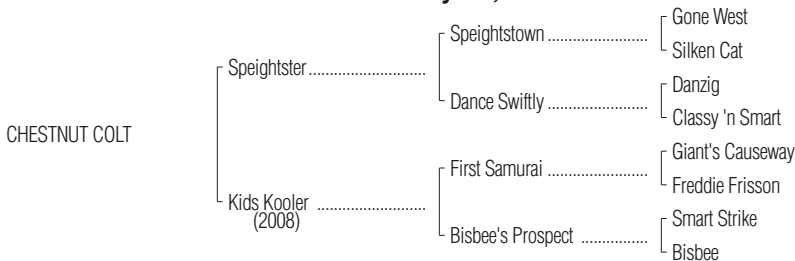 Gone West
Speightstown ....................
Silken Cat
Speightster ........................
Danzig
Dance Swiftly ....................
Classy 'n Smart
CHESTNUT COLT
Giant's Causeway
First Samurai ....................
Freddie Frisson
Kids Kooler ......................
(2008)
Smart Strike
Bisbee's Prospect .............
Bisbee